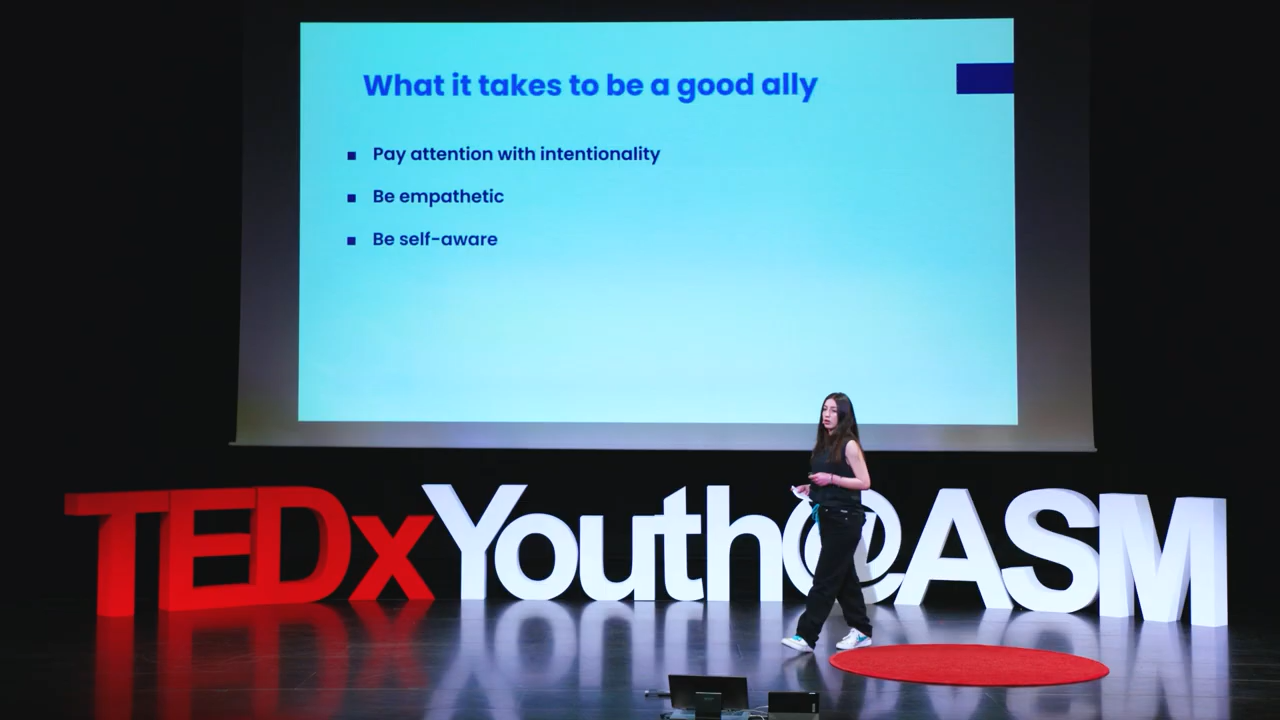 What it takes to be a good ally
▪ Pay attention with intentionality
▪ Be empathetic
▪ Be self-aware
TEDxYouth@ASM